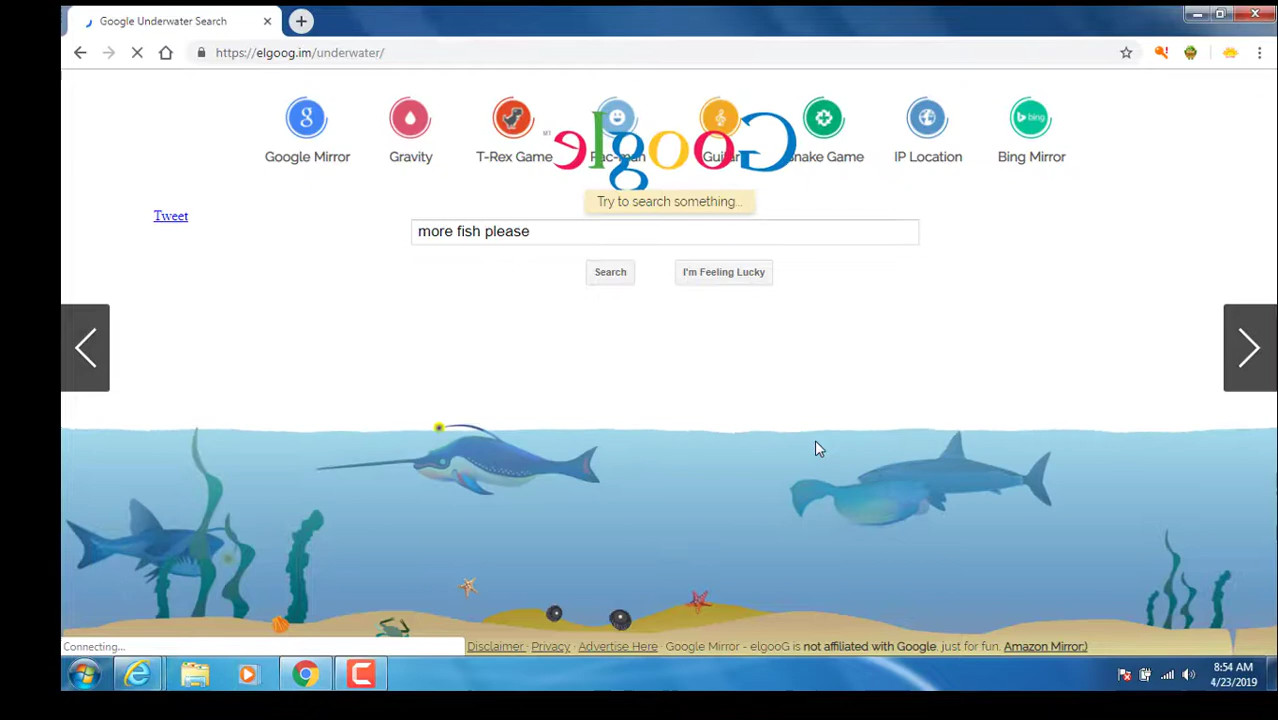 Google Underwater Search
https://elgoog.im/underwater/
Google Mirror
Gravity
T-Rex Game
Pac-man
Guitar
Snake Game
IP Location
bing
Bing Mirror
elgooG
Try to search something...
Tweet
more fish please
Search
I'm Feeling Lucky
Connecting...
Disclaimer · Privacy · Advertise Here · Google Mirror - elgooG is not affiliated with Google. just for fun. Amazon Mirror:)
8:54 AM
4/23/2019